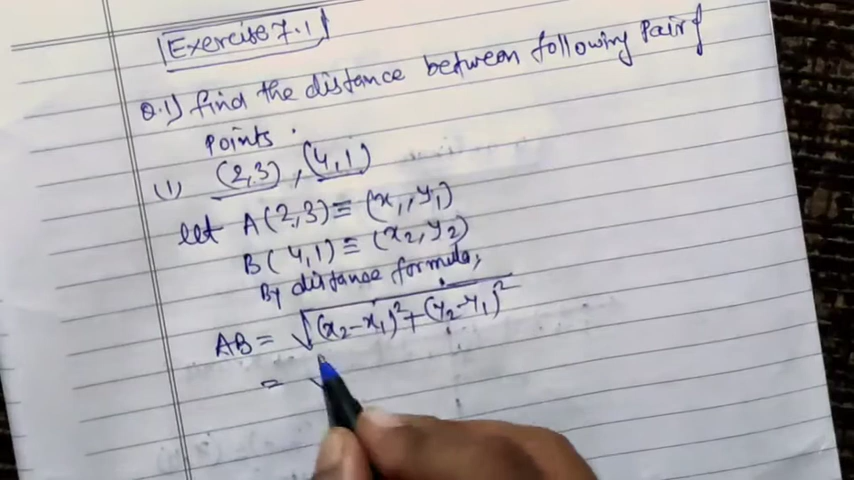 Exercise 7.1
Q.1) find the distance between following Pair of
Points.
(1) (2,3), (4,1)
let A(2,3) ≡ (x₁, y₁)
B(4,1) ≡ (x₂, y₂)
By distance formula,
AB = √(x₂-x₁)²+(y₂-y₁)²
= √